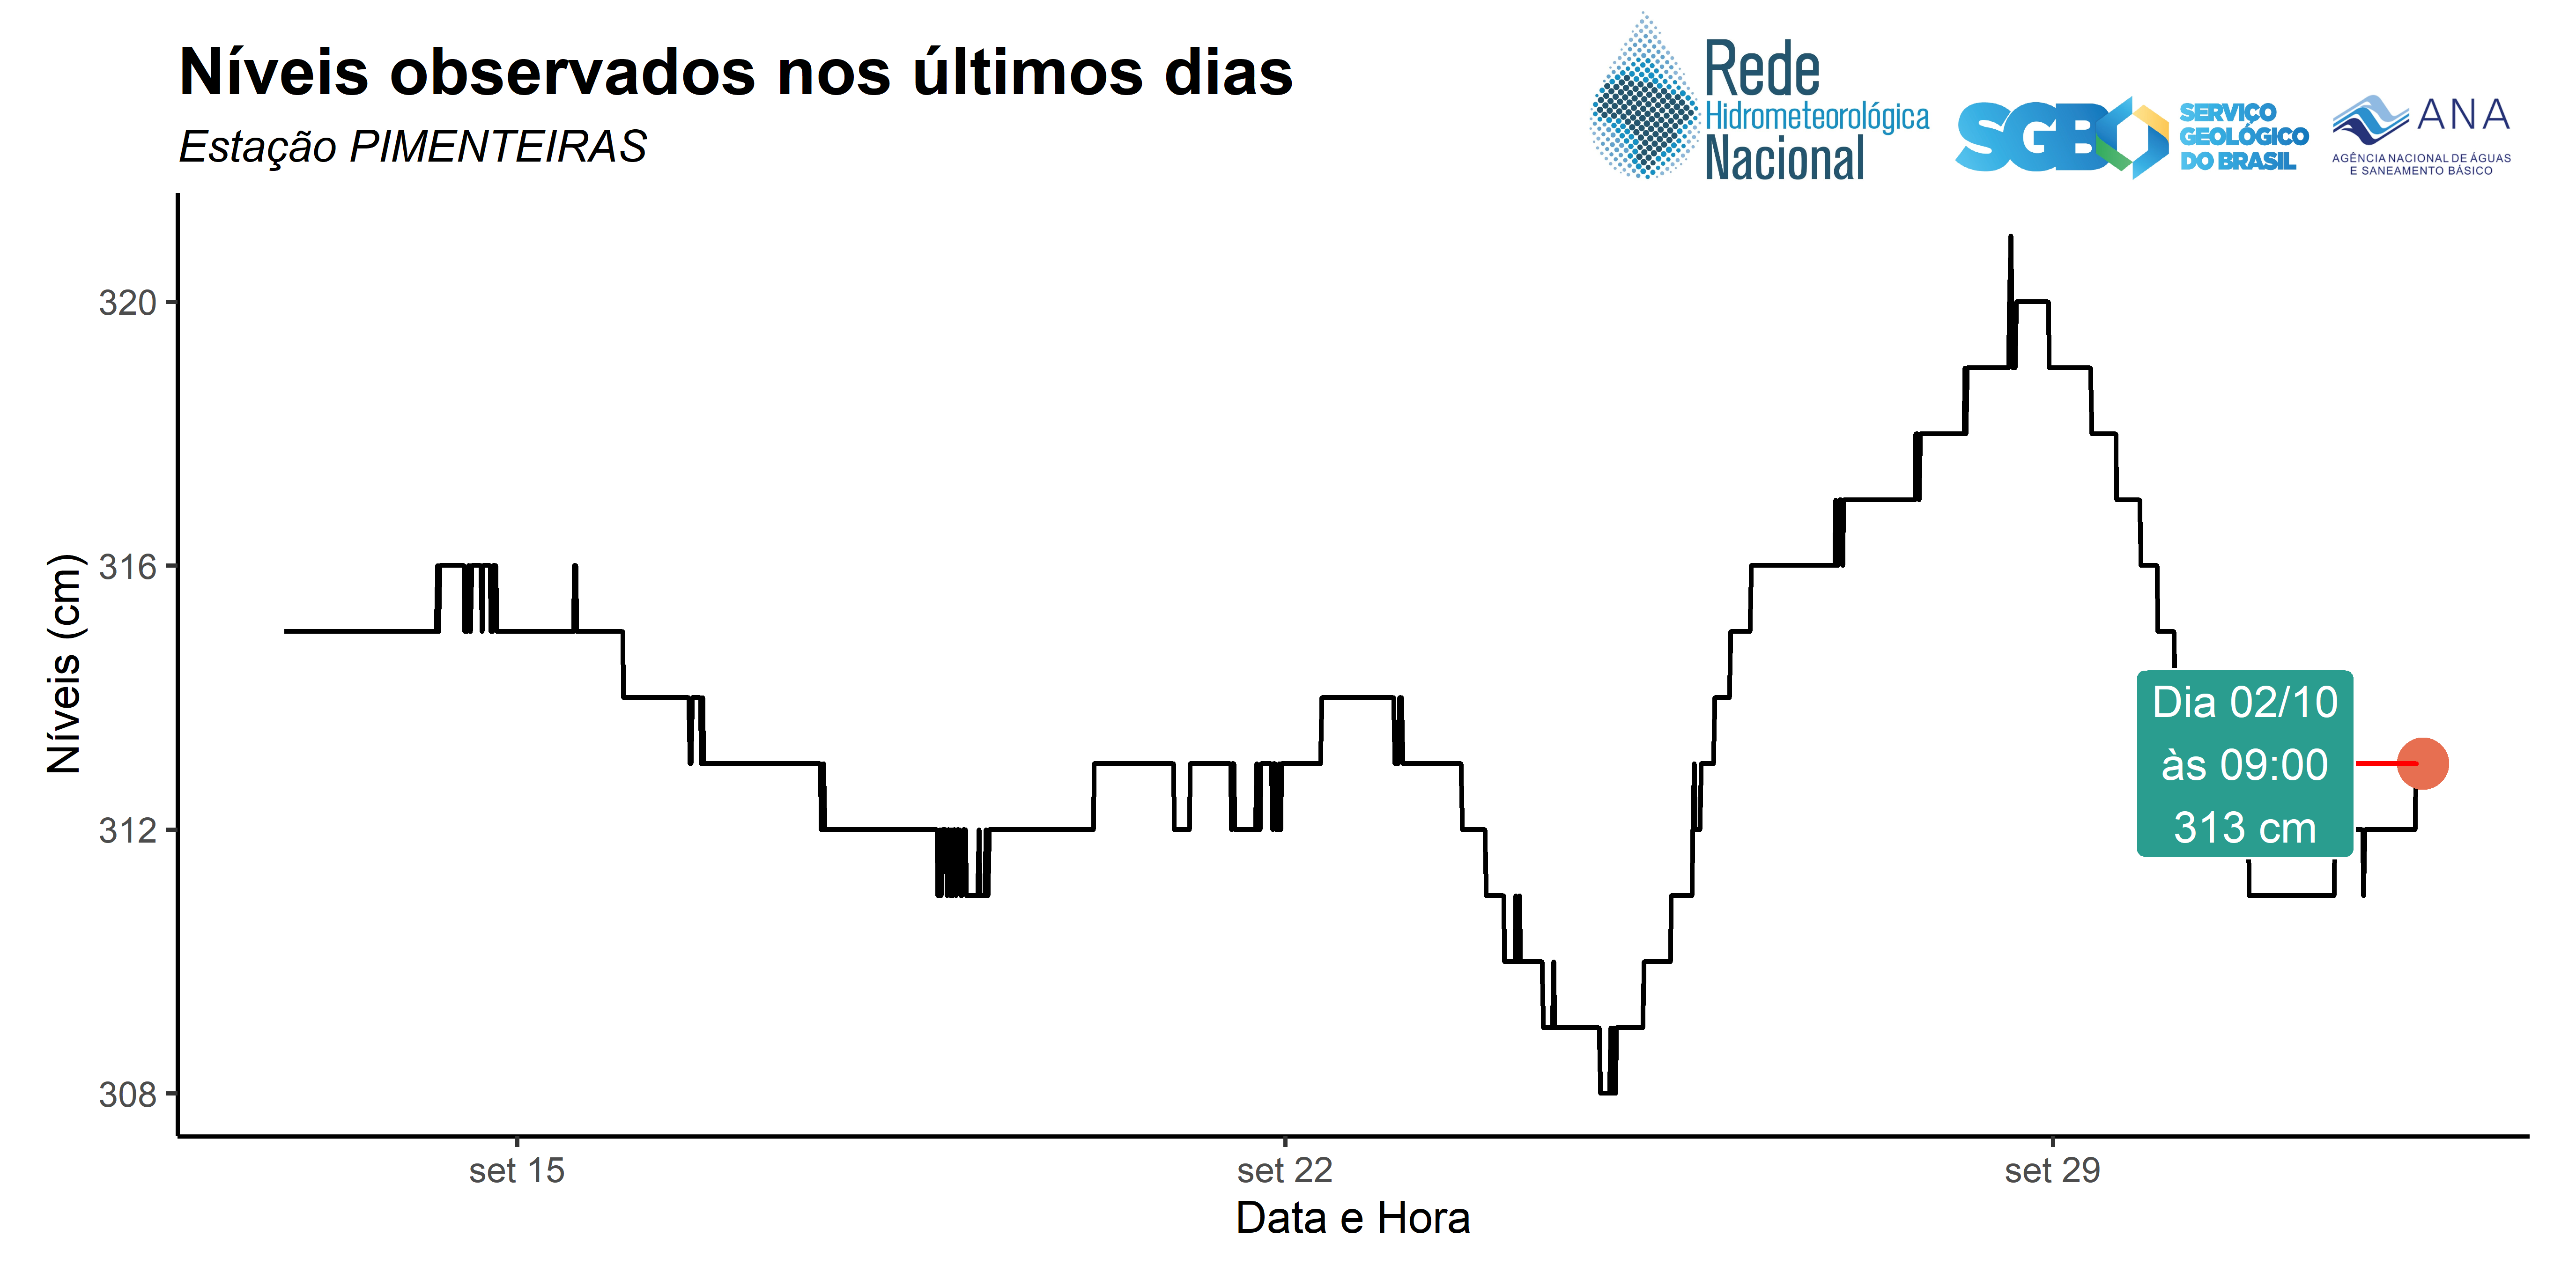 Níveis observados nos últimos dias
Estação PIMENTEIRAS
Rede
Hidrometeorológica
Nacional
SGB
SERVIÇO
GEOLÓGICO
DO BRASIL
ANA
AGÊNCIA NACIONAL DE ÁGUAS
E SANEAMENTO BÁSICO
Níveis (cm)
320
316
312
308
Dia 02/10
às 09:00
313 cm
set 15
set 22
set 29
Data e Hora